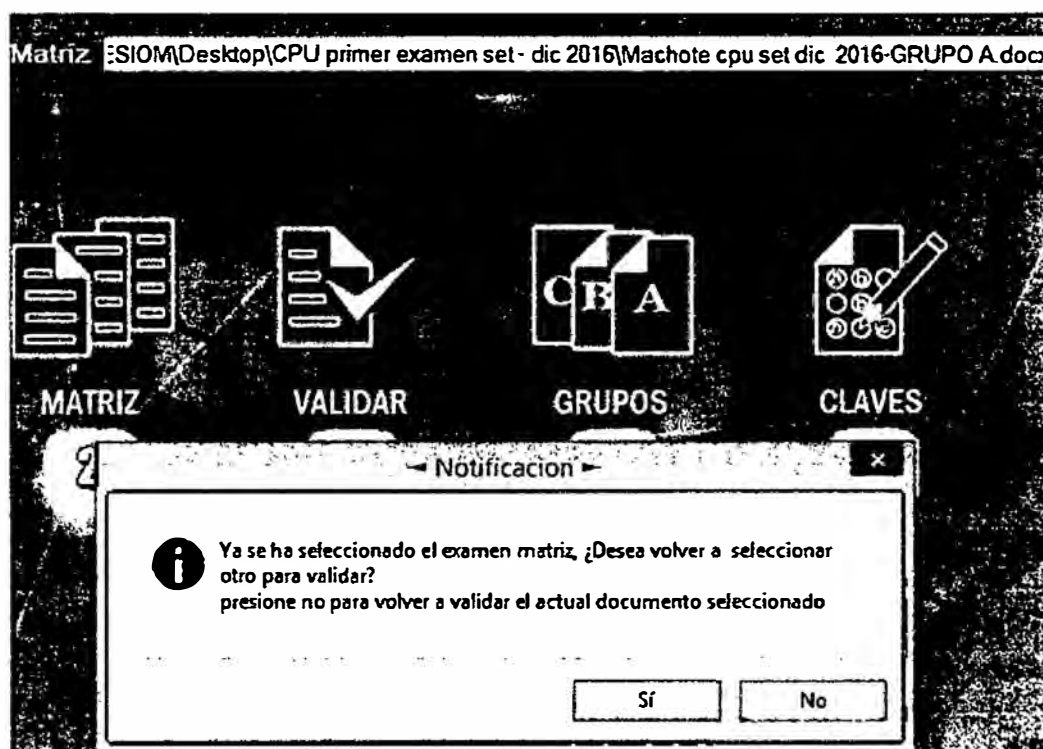 Matriz ESIOM\Desktop\CPU primer examen set - dic 2016\Machote cpu set dic 2016-GRUPO A.docx
C B A
MATRIZ VALIDAR GRUPOS CLAVES
Notificacion
Ya se ha seleccionado el examen matriz, ¿Desea volver a seleccionar
otro para validar?
presione no para volver a validar el actual documento seleccionado
Sí No